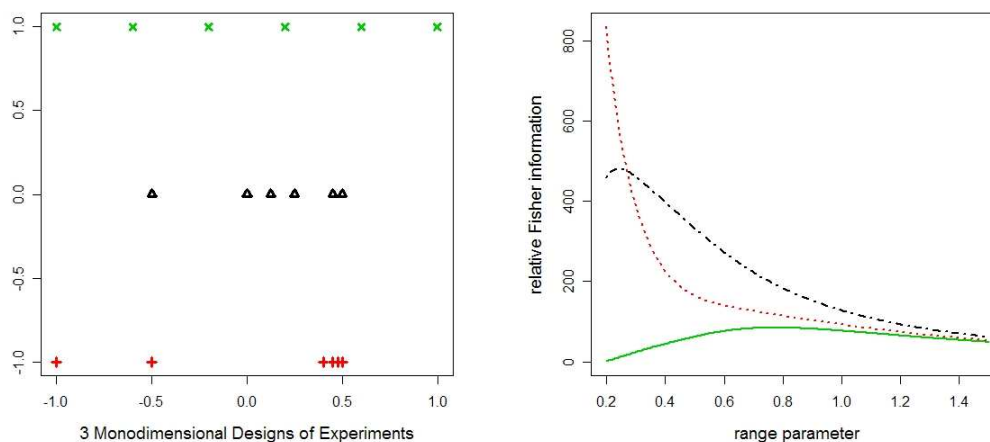 1.0
0.5
0.0
-0.5
-1.0
-1.0 -0.5 0.0 0.5 1.0
3 Monodimensional Designs of Experiments
relative Fisher information
800
600
400
200
0
0.2 0.4 0.6 0.8 1.0 1.2 1.4
range parameter